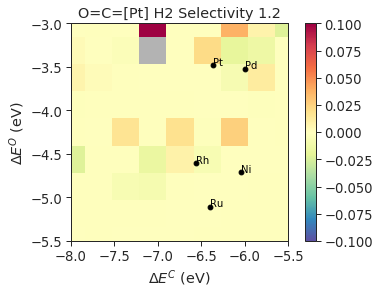 O=C=[Pt] H2 Selectivity 1.2
−3.0
−3.5
−4.0
−4.5
−5.0
−5.5
ΔE^O (eV)
Pt
Pd
Rh
Ni
Ru
−8.0 −7.5 −7.0 −6.5 −6.0 −5.5
ΔE^C (eV)
0.100
0.075
0.050
0.025
0.000
−0.025
−0.050
−0.075
−0.100